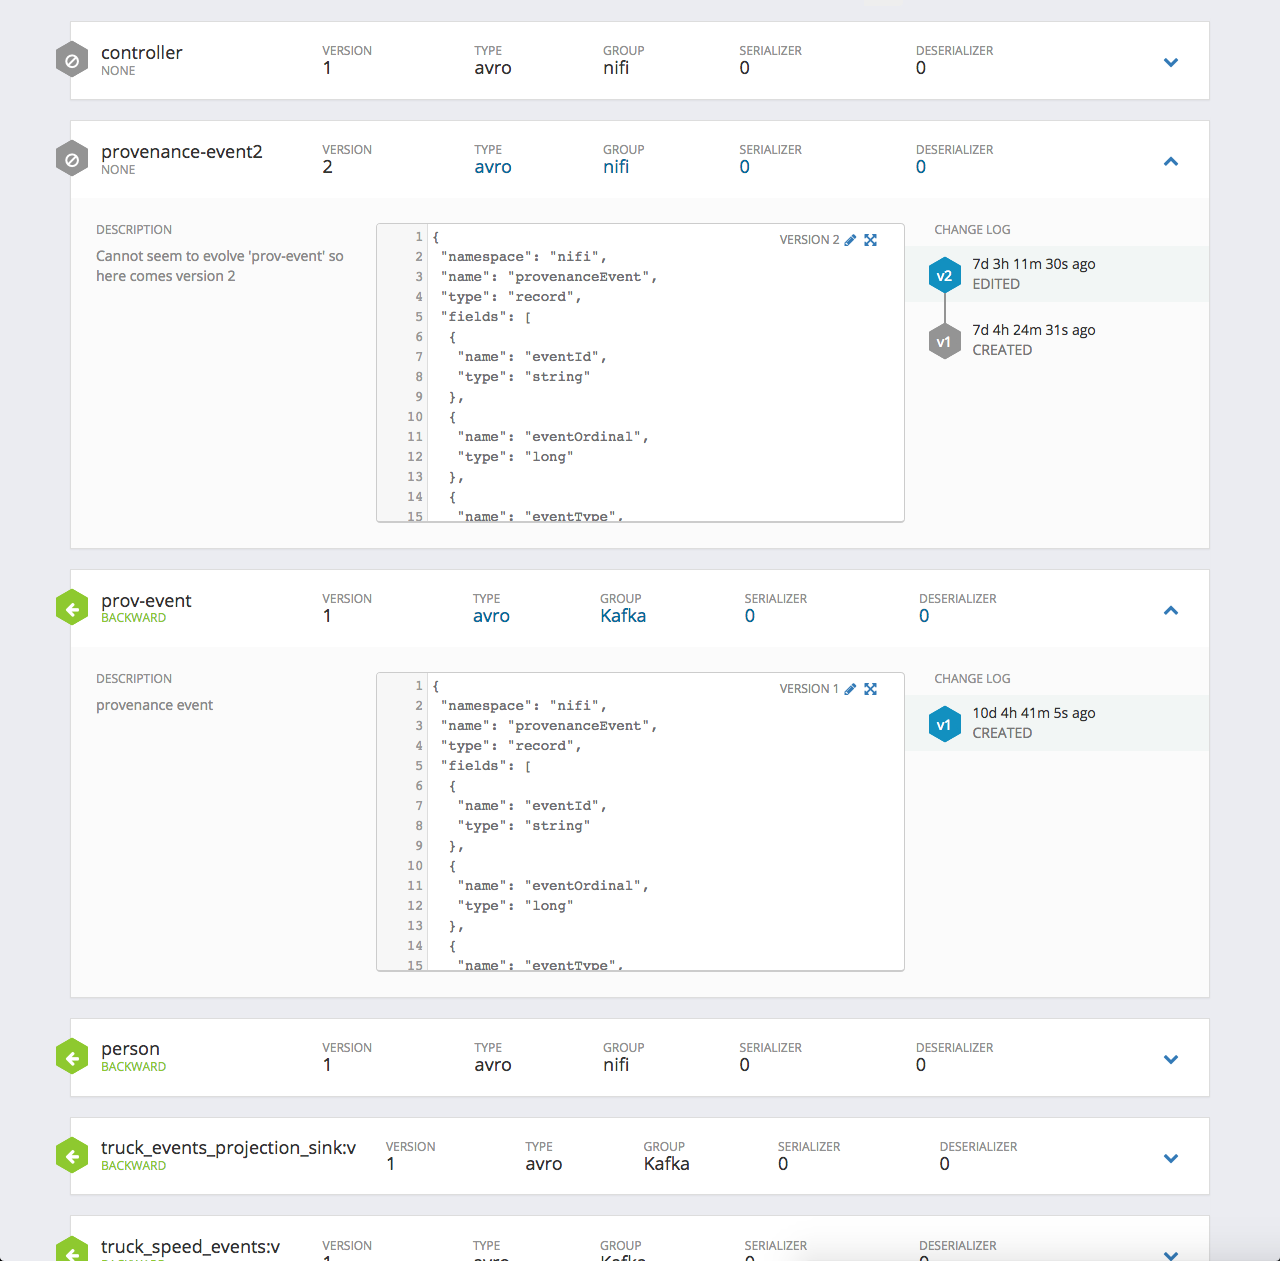 controller
NONE
VERSION
1
TYPE
avro
GROUP
nifi
SERIALIZER
0
DESERIALIZER
0
provenance-event2
NONE
VERSION
2
TYPE
avro
GROUP
nifi
SERIALIZER
0
DESERIALIZER
0
DESCRIPTION
Cannot seem to evolve 'prov-event' so
here comes version 2
VERSION 2
1 {
2 "namespace": "nifi",
3 "name": "provenanceEvent",
4 "type": "record",
5 "fields": [
6 {
7 "name": "eventId",
8 "type": "string"
9 },
10 {
11 "name": "eventOrdinal",
12 "type": "long"
13 },
14 {
15 "name": "eventType",
CHANGE LOG
v2
7d 3h 11m 30s ago
EDITED
v1
7d 4h 24m 31s ago
CREATED
prov-event
BACKWARD
VERSION
1
TYPE
avro
GROUP
Kafka
SERIALIZER
0
DESERIALIZER
0
DESCRIPTION
provenance event
VERSION 1
1 {
2 "namespace": "nifi",
3 "name": "provenanceEvent",
4 "type": "record",
5 "fields": [
6 {
7 "name": "eventId",
8 "type": "string"
9 },
10 {
11 "name": "eventOrdinal",
12 "type": "long"
13 },
14 {
15 "name": "eventType",
CHANGE LOG
v1
10d 4h 41m 5s ago
CREATED
person
BACKWARD
VERSION
1
TYPE
avro
GROUP
nifi
SERIALIZER
0
DESERIALIZER
0
truck_events_projection_sink:v
BACKWARD
VERSION
1
TYPE
avro
GROUP
Kafka
SERIALIZER
0
DESERIALIZER
0
truck_speed_events:v
BACKWARD
VERSION
1
TYPE
avro
GROUP
Kafka
SERIALIZER
0
DESERIALIZER
0